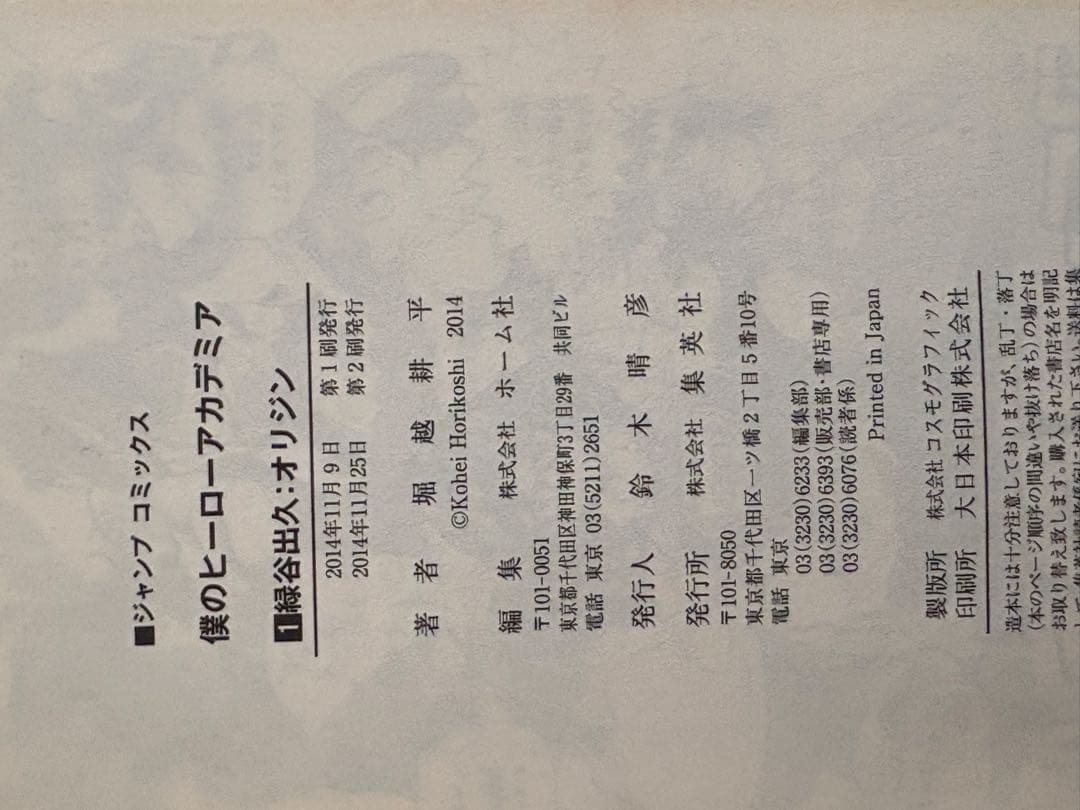 ■ジャンプ コミックス
僕のヒーローアカデミア
1緑谷出久:オリジン
2014年11月9日 第1刷発行
2014年11月25日 第2刷発行
著者 堀越耕平
©Kohei Horikoshi 2014
編集 株式会社 ホーム社
〒101-0051
東京都千代田区神田神保町3丁目29番 共同ビル
電話 東京 03(5211)2651
発行人 鈴木晴彦
発行所 株式会社 集英社
〒101-8050
東京都千代田区一ツ橋2丁目5番10号
電話 東京
03(3230)6233(編集部)
03(3230)6393(販売部・書店専用)
03(3230)6076(読者係)
Printed in Japan
製版所 株式会社 コスモグラフィック
印刷所 大日本印刷株式会社
造本には十分注意しておりますが、乱丁・落丁
(本のページ順序の間違いや抜け落ち)の場合は
お取り替え致します。購入された書店名を明記